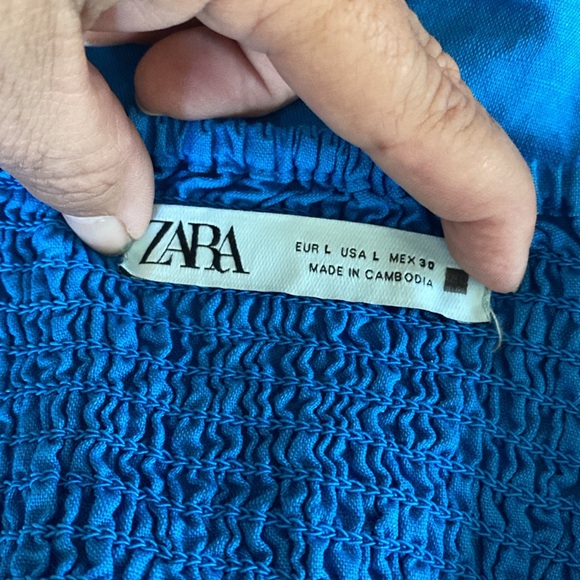 ZARA
EUR L USA L MEX 30
MADE IN CAMBODIA